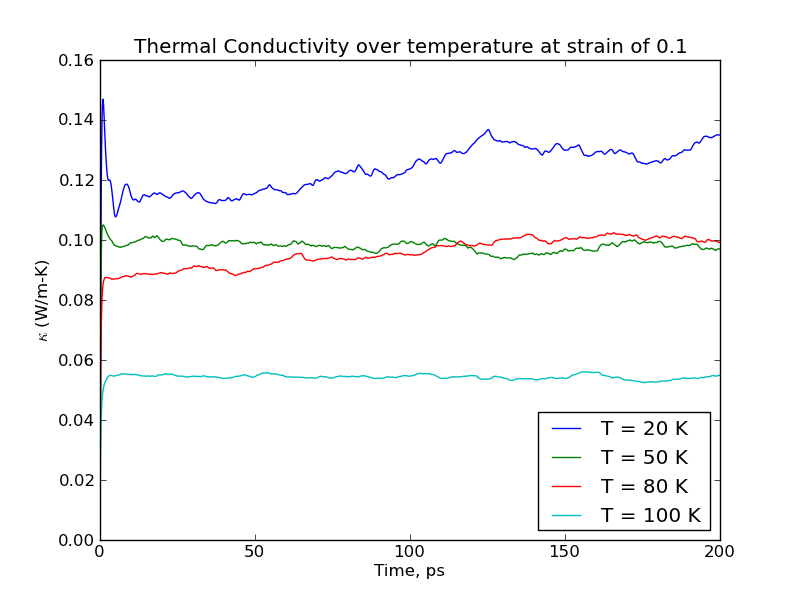 Thermal Conductivity over temperature at strain of 0.1
0.16
0.14
0.12
0.10
0.08
0.06
0.04
0.02
0.00
κ (W/m-K)
0
50
100
150
200
Time, ps
T = 20 K
T = 50 K
T = 80 K
T = 100 K